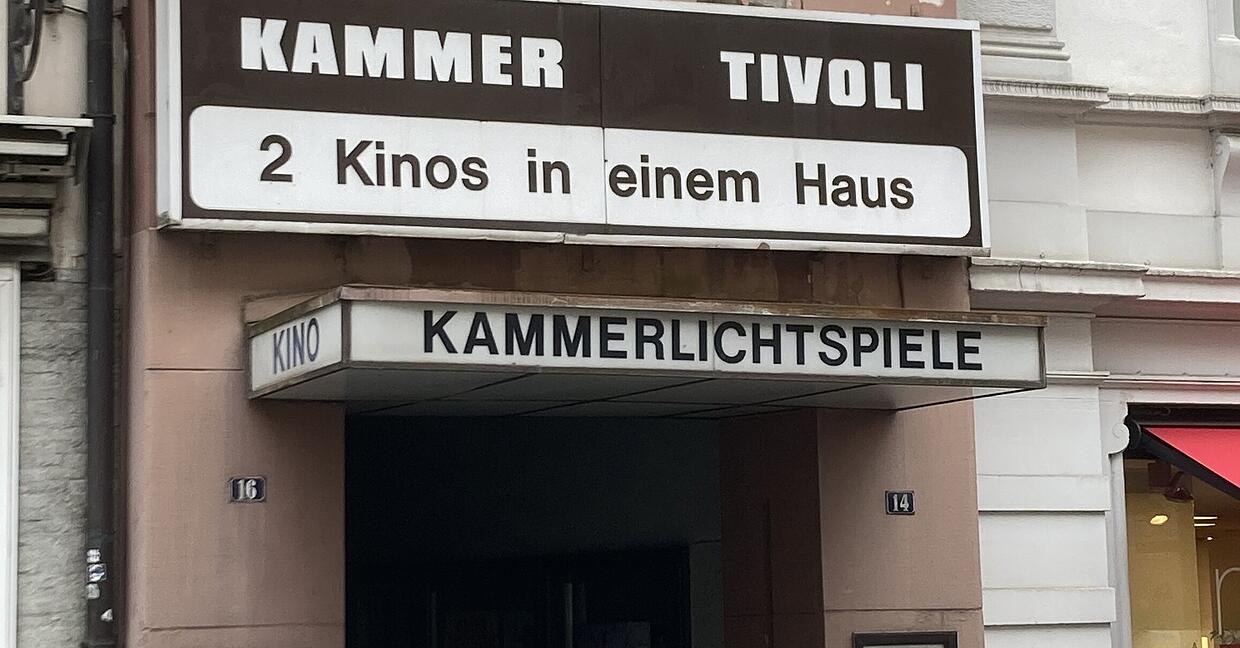 KAMMER TIVOLI
2 Kinos in einem Haus
KINO KAMMERLICHTSPIELE
16
14